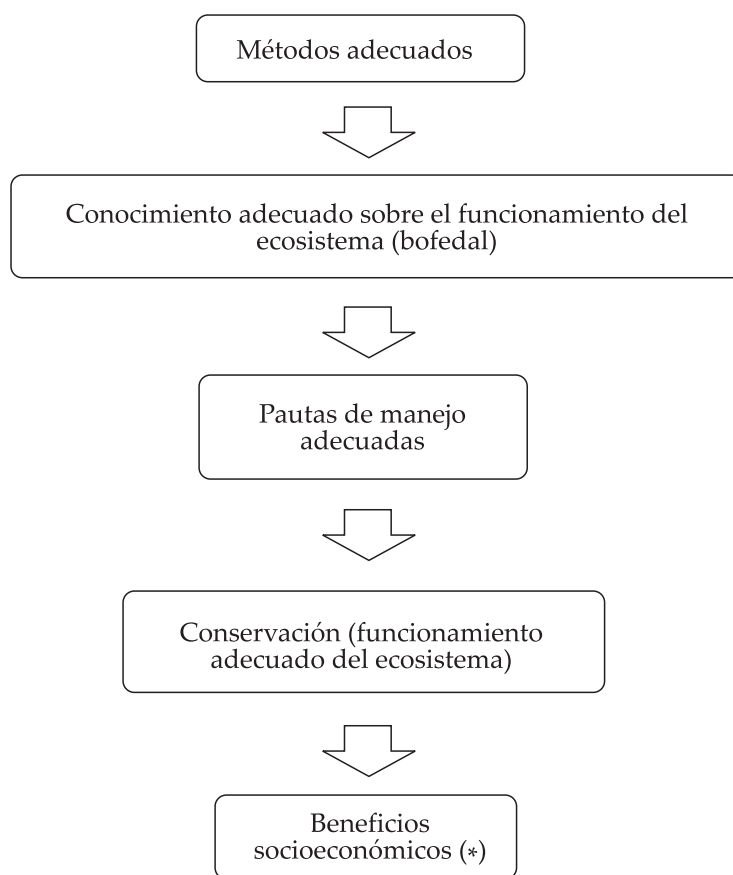 Métodos adecuados
Conocimiento adecuado sobre el funcionamiento del
ecosistema (bofedal)
Pautas de manejo
adecuadas
Conservación (funcionamiento
adecuado del ecosistema)
Beneficios
socioeconómicos (*)